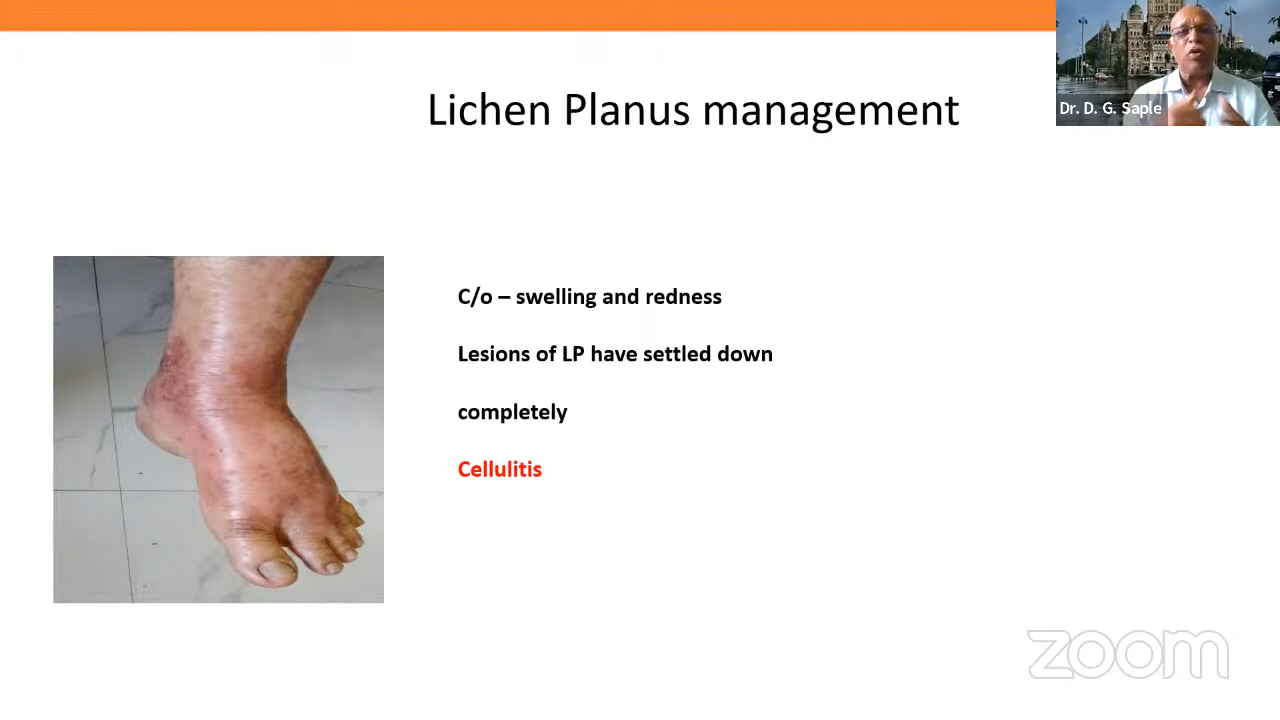 Dr. D. G. Saple
Lichen Planus management
C/o – swelling and redness
Lesions of LP have settled down
completely
Cellulitis
zoom